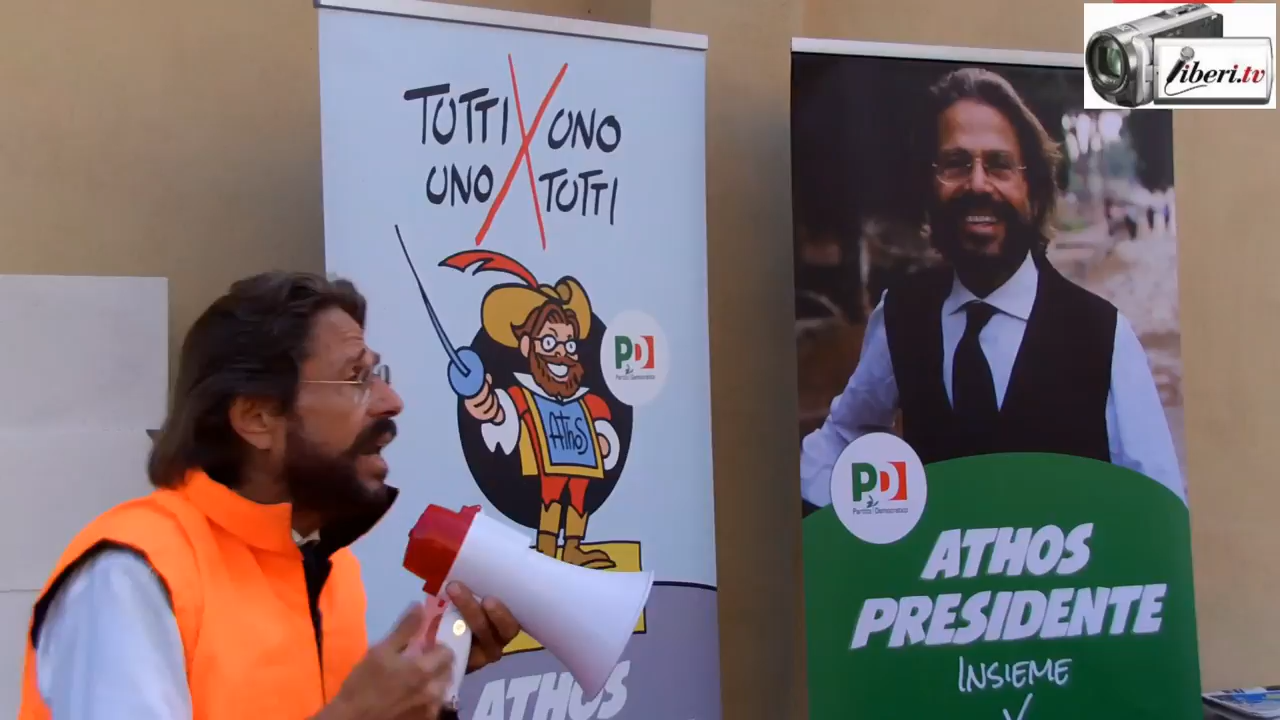 liberi.tv
TUTTI X UNO
UNO X TUTTI
PD
Partito Democratico
ATHOS
ATHOS
PD
Partito Democratico
ATHOS
PRESIDENTE
INSIEME
X